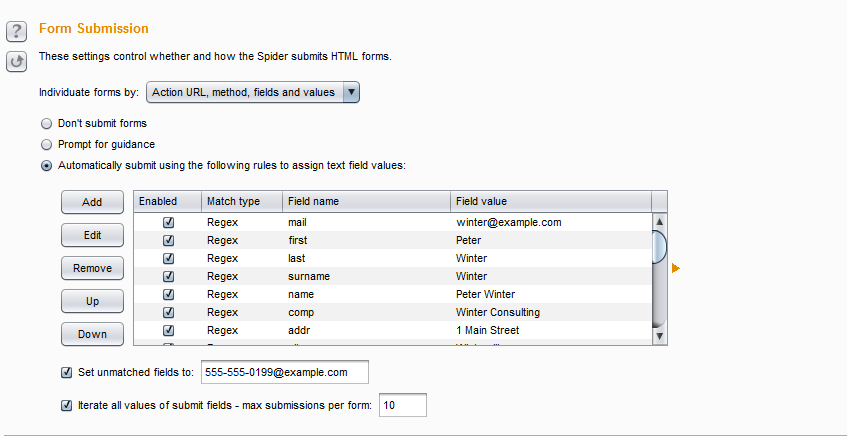 Form Submission
These settings control whether and how the Spider submits HTML forms.
Individuate forms by: Action URL, method, fields and values
Don't submit forms
Prompt for guidance
Automatically submit using the following rules to assign text field values:
Add
Edit
Remove
Up
Down
Enabled Match type Field name Field value
Regex mail winter@example.com
Regex first Peter
Regex last Winter
Regex surname Winter
Regex name Peter Winter
Regex comp Winter Consulting
Regex addr 1 Main Street
Set unmatched fields to: 555-555-0199@example.com
Iterate all values of submit fields - max submissions per form: 10